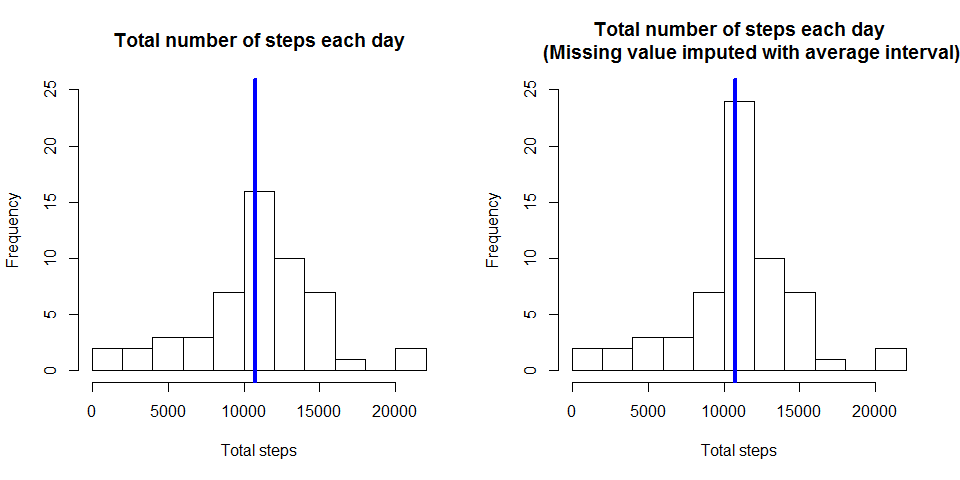 Total number of steps each day
Frequency
25
20
15
10
5
0
0 5000 10000 15000 20000
Total steps
Total number of steps each day
(Missing value imputed with average interval)
Frequency
25
20
15
10
5
0
0 5000 10000 15000 20000
Total steps